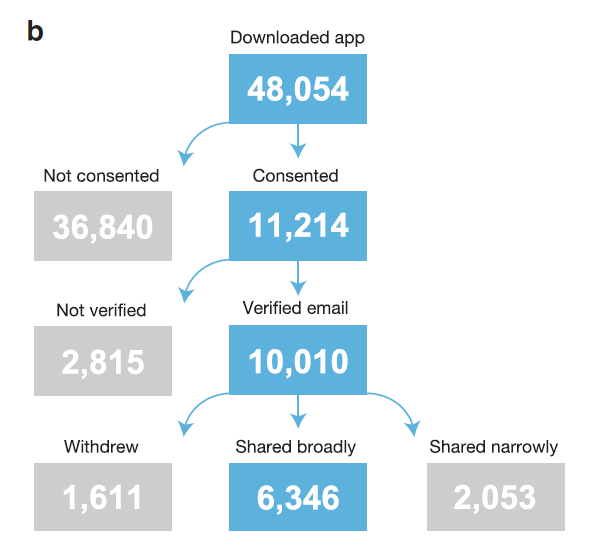 b
Downloaded app
48,054
Not consented
Consented
36,840
11,214
Not verified
Verified email
2,815
10,010
Withdrew
Shared broadly
Shared narrowly
1,611
6,346
2,053